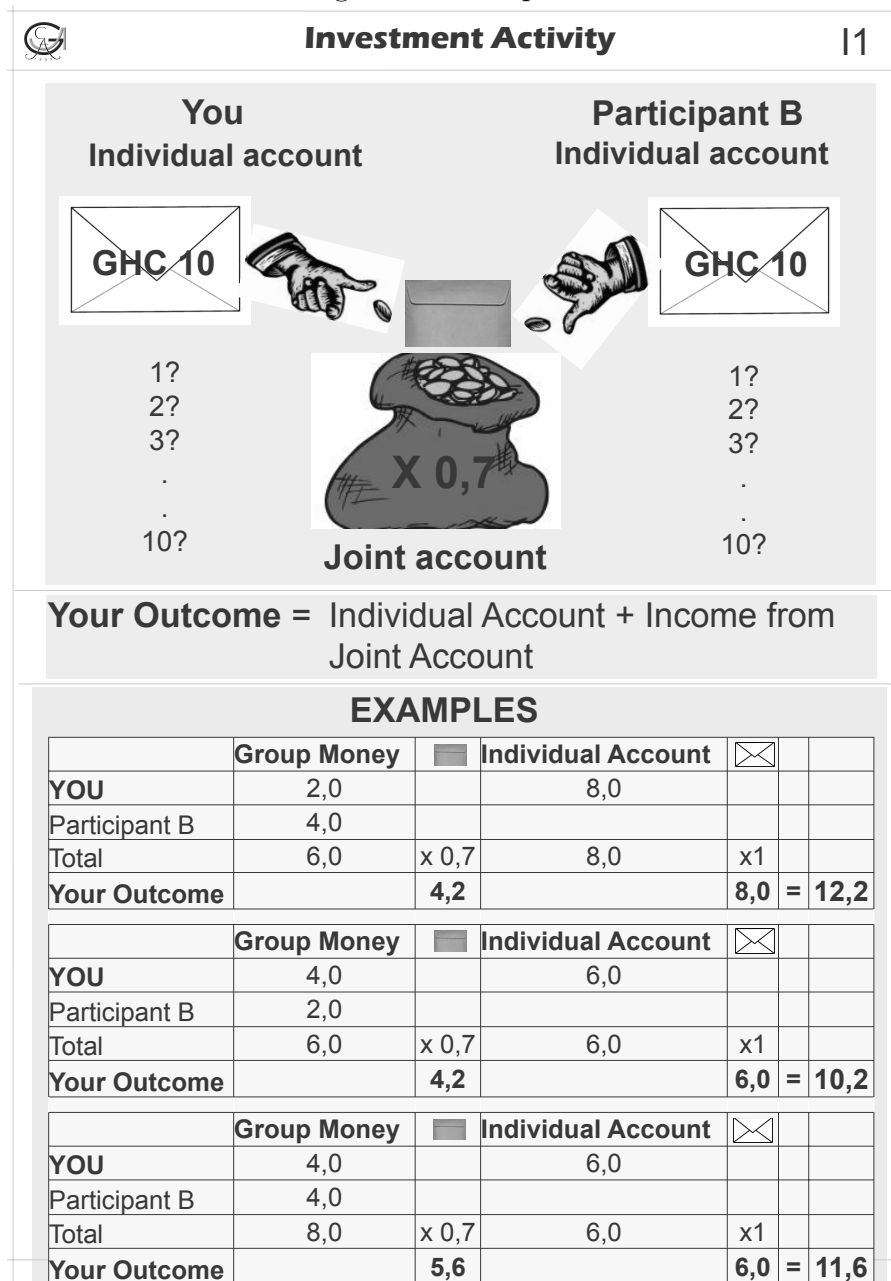 Investment Activity I1
You Participant B
Individual account Individual account
GHC 10 GHC 10
1? 1?
2? 2?
3? 3?
. .
. .
10? 10?
X 0,7
Joint account
Your Outcome = Individual Account + Income from
Joint Account
EXAMPLES
Group Money Individual Account
YOU 2,0 8,0
Participant B 4,0
Total 6,0 x 0,7 8,0 x1
Your Outcome 4,2 8,0 = 12,2
Group Money Individual Account
YOU 4,0 6,0
Participant B 2,0
Total 6,0 x 0,7 6,0 x1
Your Outcome 4,2 6,0 = 10,2
Group Money Individual Account
YOU 4,0 6,0
Participant B 4,0
Total 8,0 x 0,7 6,0 x1
Your Outcome 5,6 6,0 = 11,6